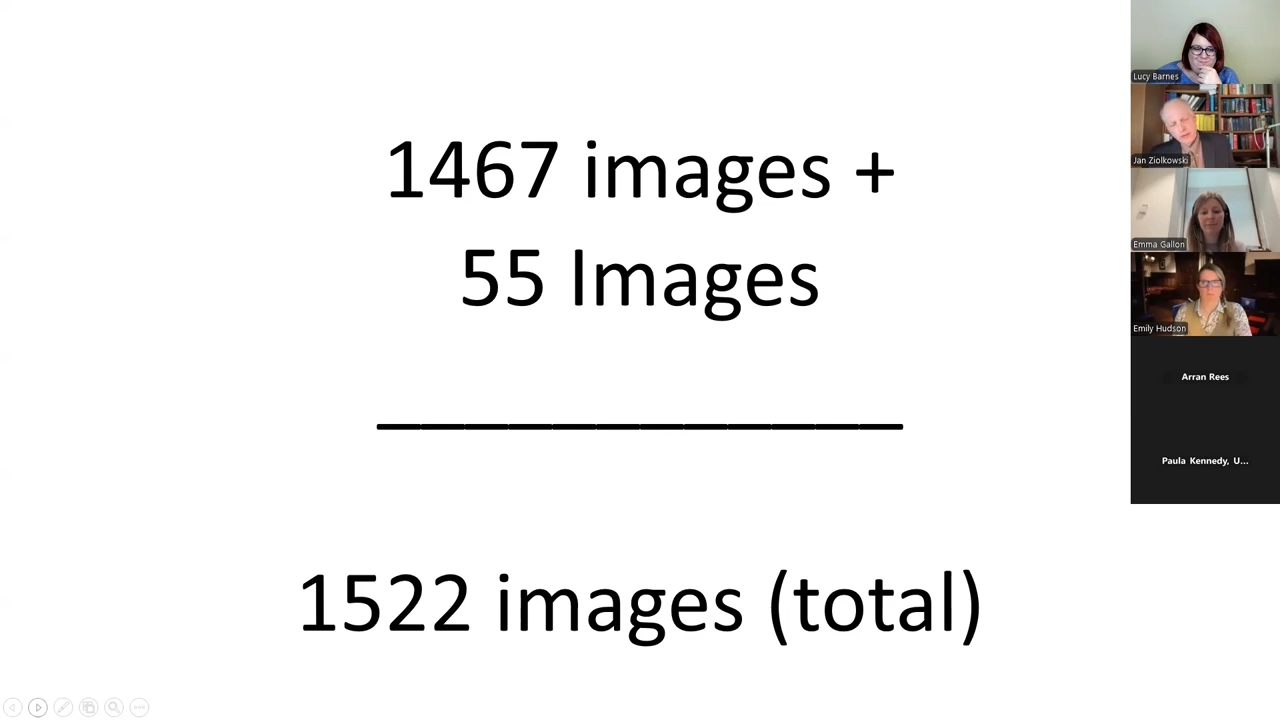 1467 images +
55 Images
____________
1522 images (total)
Lucy Barnes
Jan Ziolkowski
Emma Gallon
Emily Hudson
Arran Rees
Paula Kennedy, U...